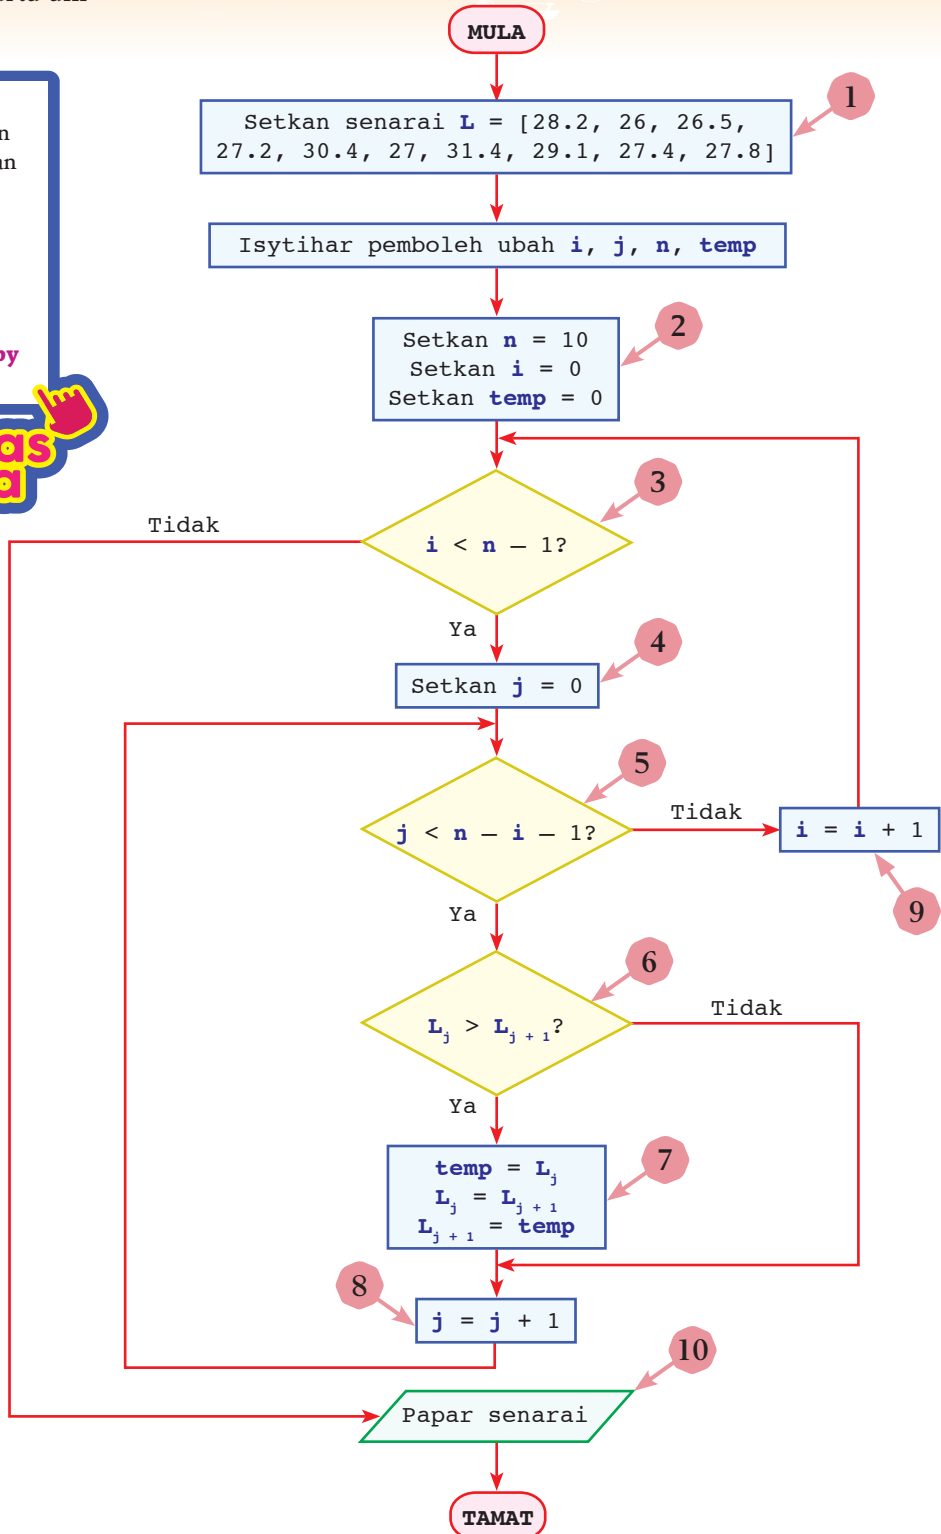 MULA
1
Setkan senarai L = [28.2, 26, 26.5,
27.2, 30.4, 27, 31.4, 29.1, 27.4, 27.8]
Isytihar pemboleh ubah i, j, n, temp
2
Setkan n = 10
Setkan i = 0
Setkan temp = 0
3
Tidak
i < n – 1?
Ya
4
Setkan j = 0
5
j < n – i – 1?
Tidak
i = i + 1
9
Ya
6
Lj > Lj + 1?
Tidak
Ya
7
temp = Lj
Lj = Lj + 1
Lj + 1 = temp
8
j = j + 1
10
Papar senarai
TAMAT